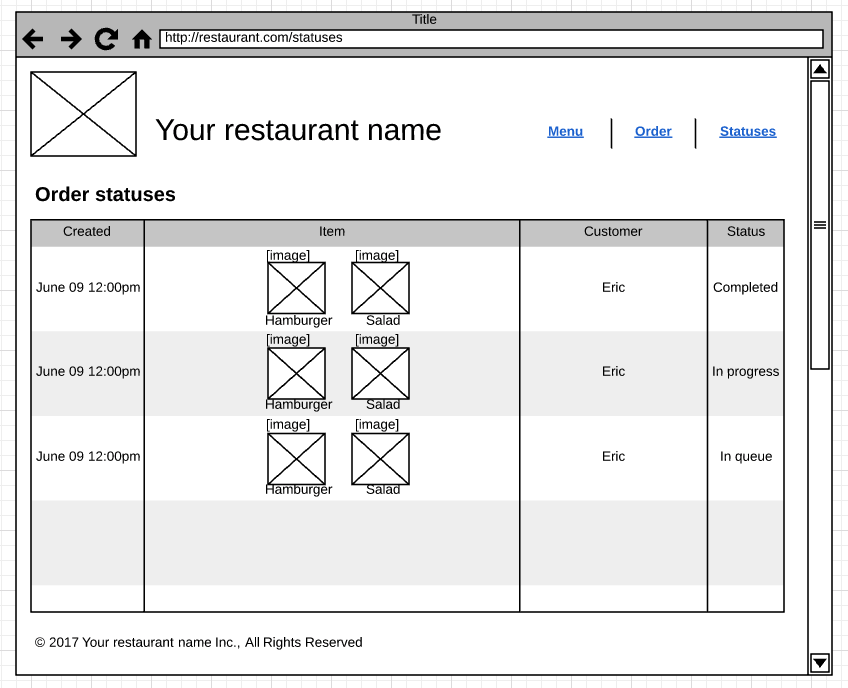 Title
http://restaurant.com/statuses
Your restaurant name
Menu
Order
Statuses
Order statuses
Created
Item
Customer
Status
[image] [image]
June 09 12:00pm
Eric
Completed
Hamburger Salad
[image] [image]
June 09 12:00pm
Eric
In progress
Hamburger Salad
[image] [image]
June 09 12:00pm
Eric
In queue
Hamburger Salad
© 2017 Your restaurant name Inc., All Rights Reserved